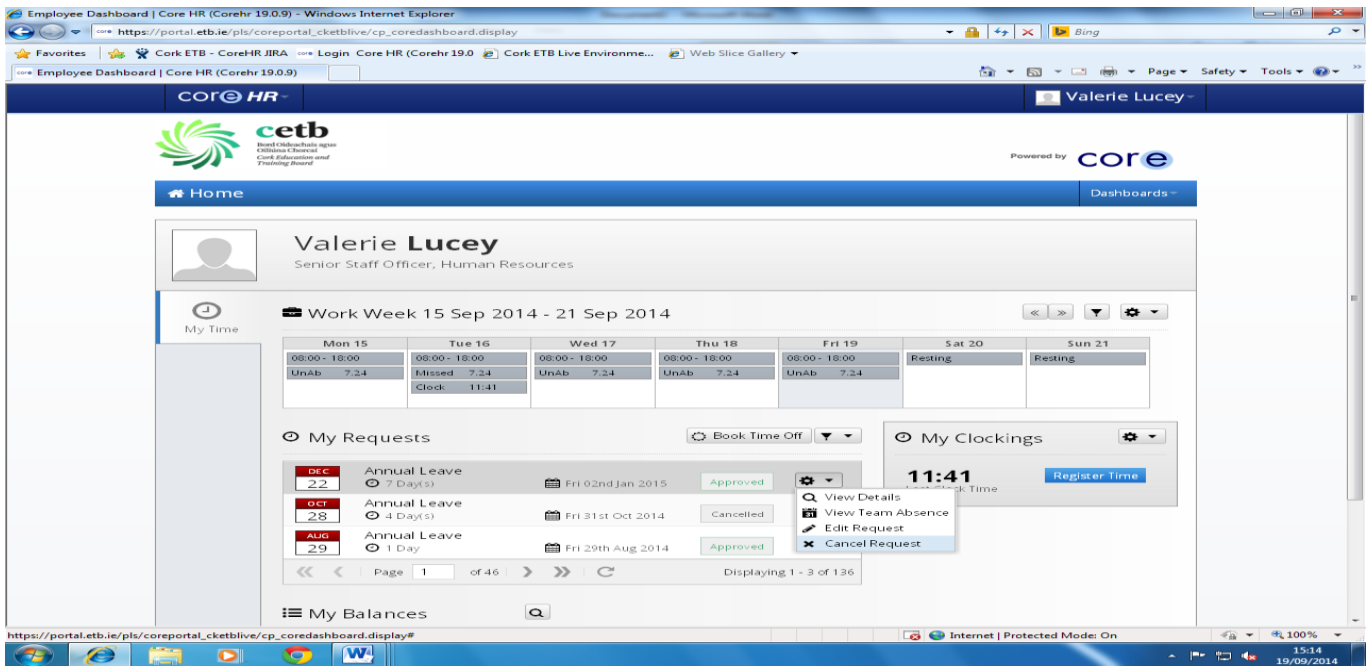 Employee Dashboard | Core HR (Corehr 19.0.9) - Windows Internet Explorer
https://portal.etb.ie/pls/coreportal_cketblive/cp_coredashboard.display
Bing
Favorites Cork ETB - CoreHR JIRA Login Core HR (Corehr 19.0 Cork ETB Live Environme... Web Slice Gallery
Employee Dashboard | Core HR (Corehr 19.0.9)
Page Safety Tools
core HR
Valerie Lucey
cetb
Bord Oideachais agus
Oiliúna Chorcaí
Cork Education and
Training Board
Powered by core
Home Dashboards
Valerie Lucey
Senior Staff Officer, Human Resources
My Time
Work Week 15 Sep 2014 - 21 Sep 2014
Mon 15 Tue 16 Wed 17 Thu 18 Fri 19 Sat 20 Sun 21
08:00 - 18:00 08:00 - 18:00 08:00 - 18:00 08:00 - 18:00 08:00 - 18:00 Resting Resting
UnAb 7.24 Missed 7.24 UnAb 7.24 UnAb 7.24 UnAb 7.24
Clock 11:41
My Requests Book Time Off
My Clockings
DEC 22 Annual Leave
7 Day(s) Fri 02nd Jan 2015 Approved
OCT 28 Annual Leave
4 Day(s) Fri 31st Oct 2014 Cancelled
AUG 29 Annual Leave
1 Day Fri 29th Aug 2014 Approved
View Details
View Team Absence
Edit Request
Cancel Request
11:41 Register Time
Last Clock Time
Page 1 of 46 Displaying 1 - 3 of 136
My Balances
https://portal.etb.ie/pls/coreportal_cketblive/cp_coredashboard.display#
Internet | Protected Mode: On 100%
15:14
19/09/2014